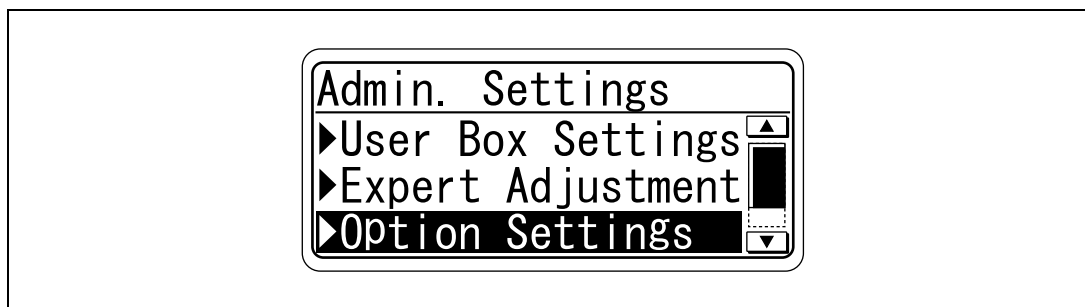 Admin. Settings
▶User Box Settings
▶Expert Adjustment
▶Option Settings